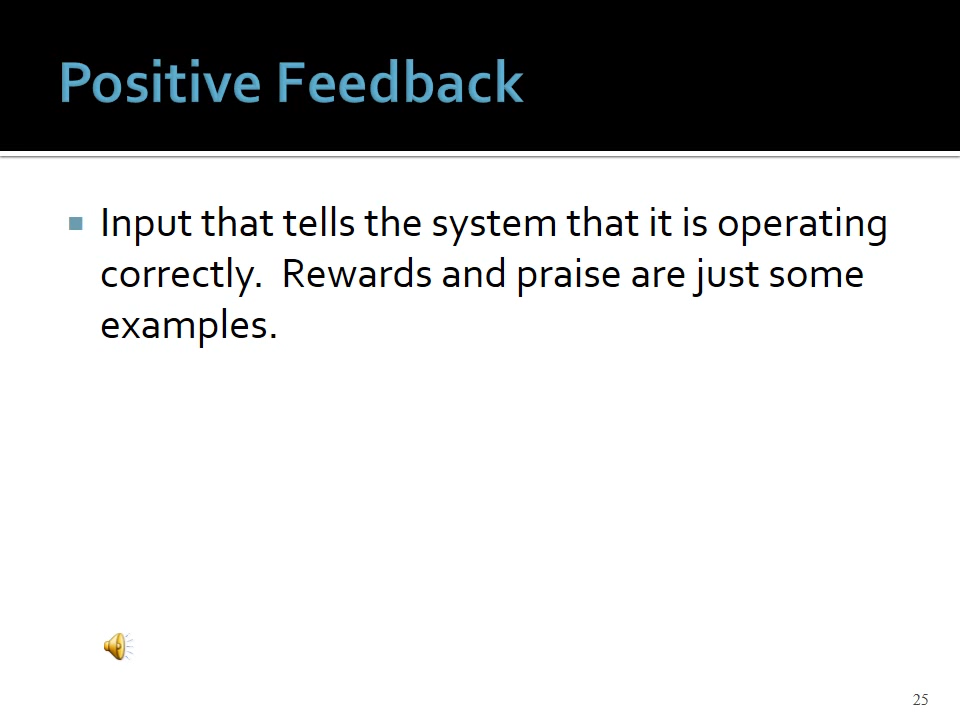 Positive Feedback
Input that tells the system that it is operating
correctly.  Rewards and praise are just some
examples.
25